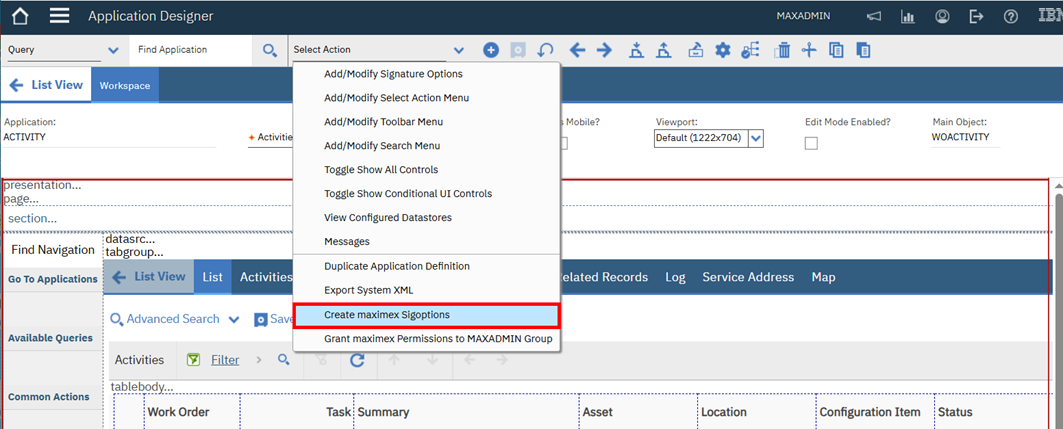 Application Designer
MAXADMIN
IBM
Query
Find Application
Select Action
List View
Workspace
Add/Modify Signature Options
Add/Modify Select Action Menu
Add/Modify Toolbar Menu
Add/Modify Search Menu
Toggle Show All Controls
Toggle Show Conditional UI Controls
View Configured Datastores
Messages
Duplicate Application Definition
Export System XML
Create maximex Sigoptions
Grant maximex Permissions to MAXADMIN Group
Application:
ACTIVITY
Activities
Mobile?
Viewport:
Default (1222x704)
Edit Mode Enabled?
Main Object:
WOACTIVITY
presentation...
page...
section...
Find Navigation
datasrc...
tabgroup...
Go To Applications
List View
List
Activities
Records
Log
Service Address
Map
Advanced Search
Available Queries
Activities
Filter
tablebody...
Common Actions
Work Order
Task
Summary
Asset
Location
Configuration Item
Status